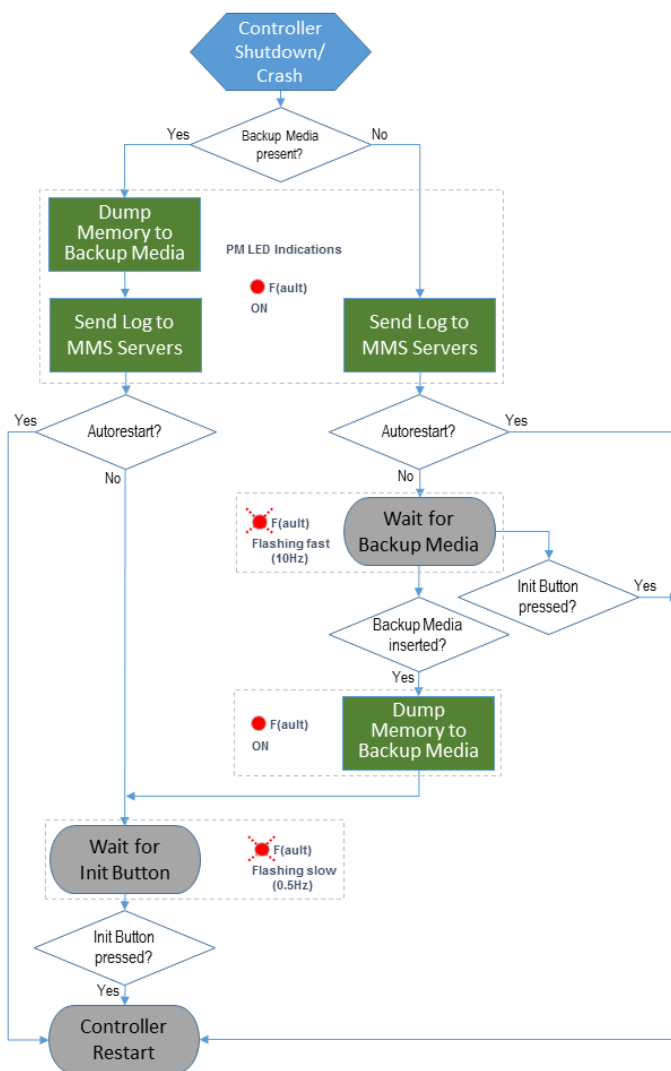 Controller
Shutdown/
Crash
Yes
Backup Media
present?
No
Dump
Memory to
Backup Media
PM LED Indications
F(ault)
ON
Send Log to
MMS Servers
Send Log to
MMS Servers
Yes
Autorestart?
No
Autorestart?
Yes
No
F(ault)
Flashing fast
(10Hz)
Wait for
Backup Media
Init Button
pressed?
Yes
Backup Media
inserted?
Yes
F(ault)
ON
Dump
Memory to
Backup Media
Wait for
Init Button
F(ault)
Flashing slow
(0.5Hz)
Init Button
pressed?
Yes
Controller
Restart